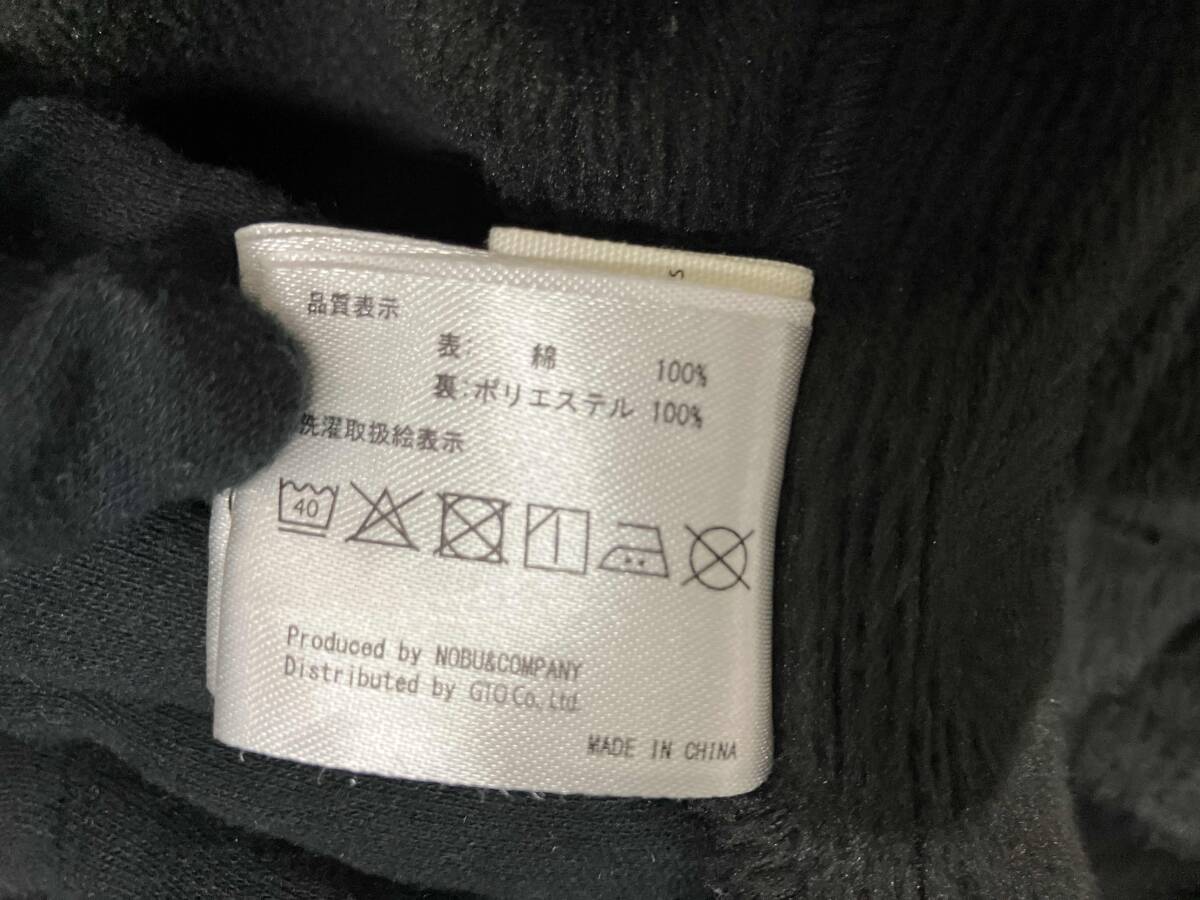 S
品質表示
表: 綿 100%
裏:ポリエステル 100%
洗濯取扱絵表示
40
Produced by NOBU&COMPANY
Distributed by GTO Co., Ltd.
MADE IN CHINA